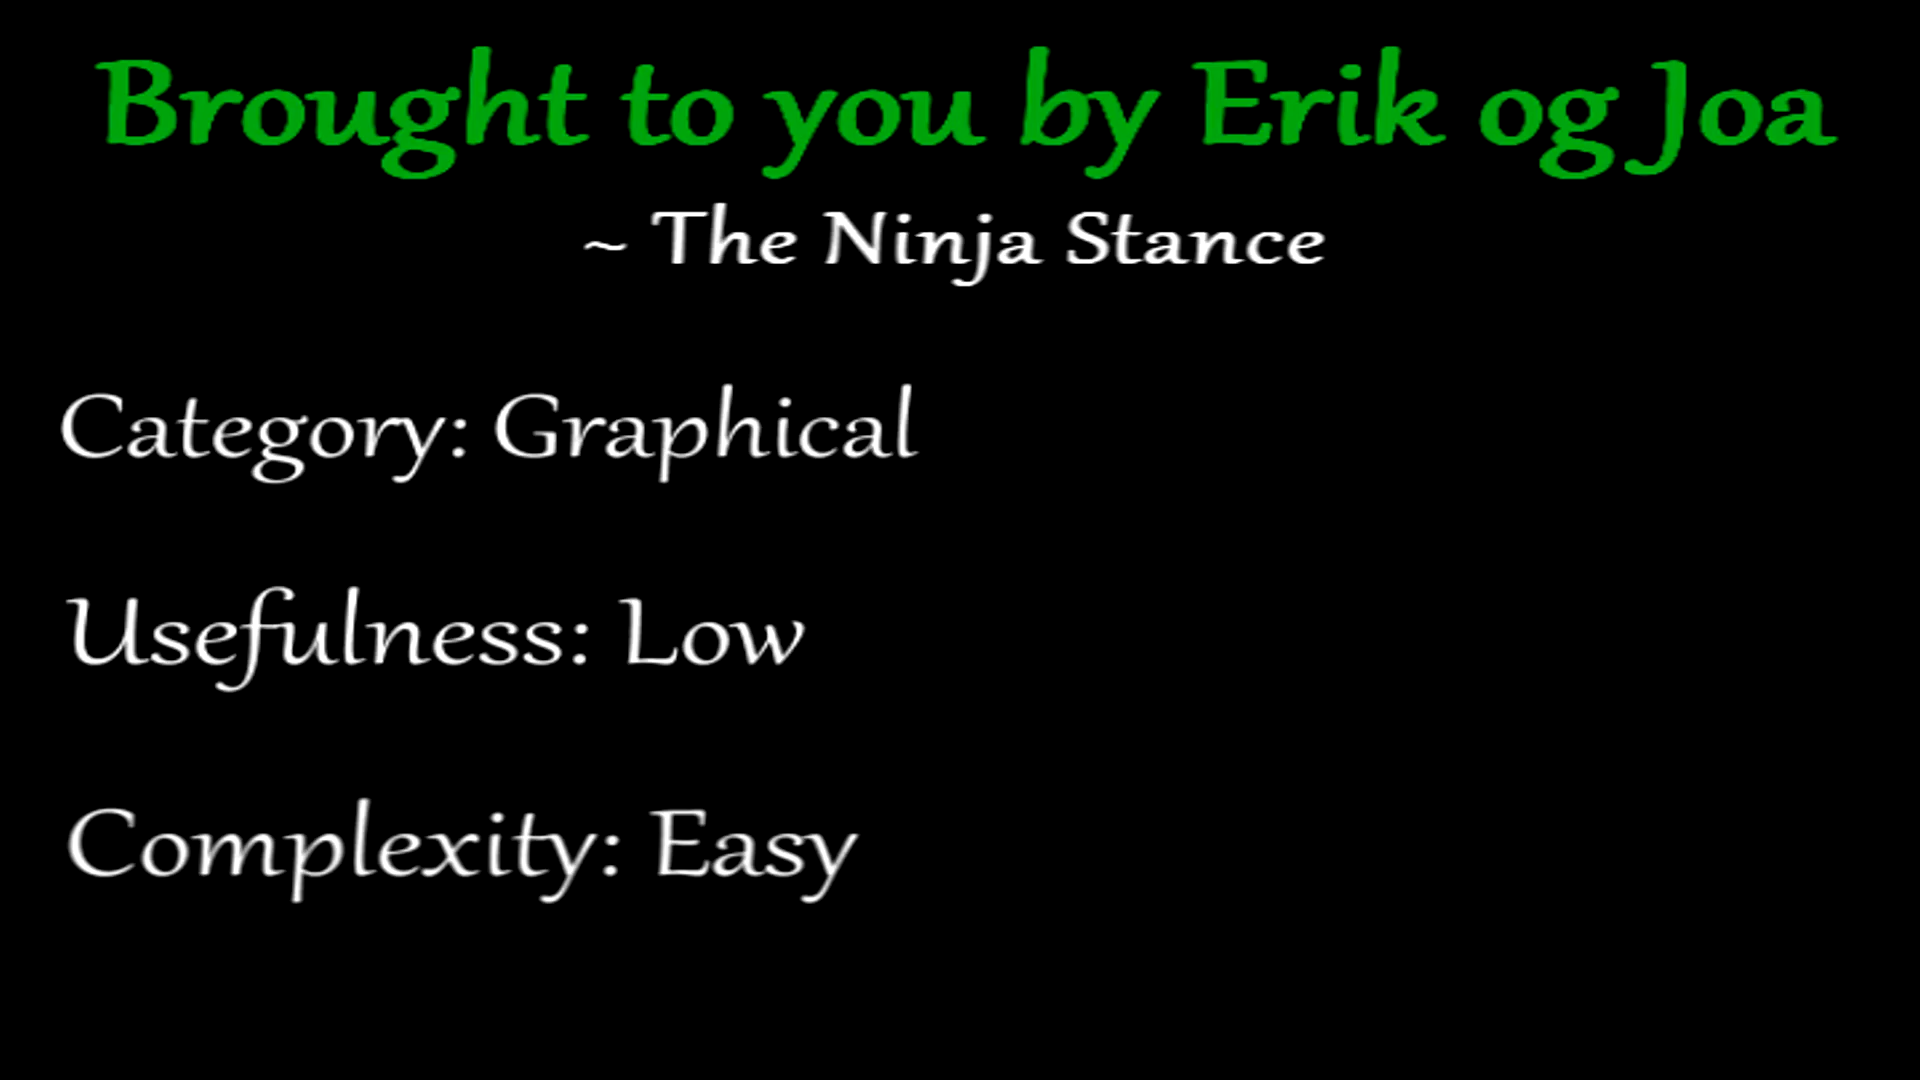 Brought to you by Erik og Joa
~ The Ninja Stance
Category: Graphical
Usefulness: Low
Complexity: Easy